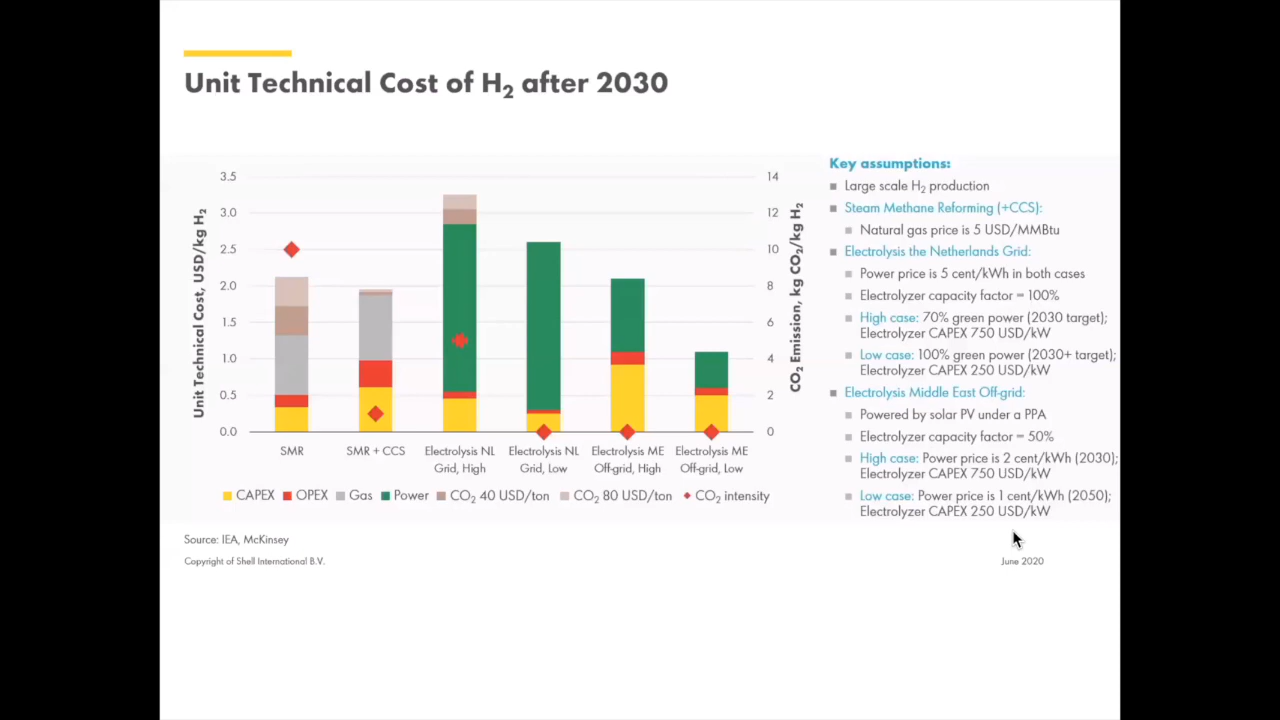 Unit Technical Cost of H2 after 2030
Unit Technical Cost, USD/kg H2
3.5
3.0
2.5
2.0
1.5
1.0
0.5
0.0
14
12
10
8
6
4
2
0
CO2 Emission, kg CO2/kg H2
SMR
SMR + CCS
Electrolysis NL
Grid, High
Electrolysis NL
Grid, Low
Electrolysis ME
Off-grid, High
Electrolysis ME
Off-grid, Low
CAPEX OPEX Gas Power CO2 40 USD/ton CO2 80 USD/ton CO2 intensity
Key assumptions:
Large scale H2 production
Steam Methane Reforming (+CCS):
Natural gas price is 5 USD/MMBtu
Electrolysis the Netherlands Grid:
Power price is 5 cent/kWh in both cases
Electrolyzer capacity factor = 100%
High case: 70% green power (2030 target);
Electrolyzer CAPEX 750 USD/kW
Low case: 100% green power (2030+ target);
Electrolyzer CAPEX 250 USD/kW
Electrolysis Middle East Off-grid:
Powered by solar PV under a PPA
Electrolyzer capacity factor = 50%
High case: Power price is 2 cent/kWh (2030);
Electrolyzer CAPEX 750 USD/kW
Low case: Power price is 1 cent/kWh (2050);
Electrolyzer CAPEX 250 USD/kW
Source: IEA, McKinsey
Copyright of Shell International B.V.
June 2020